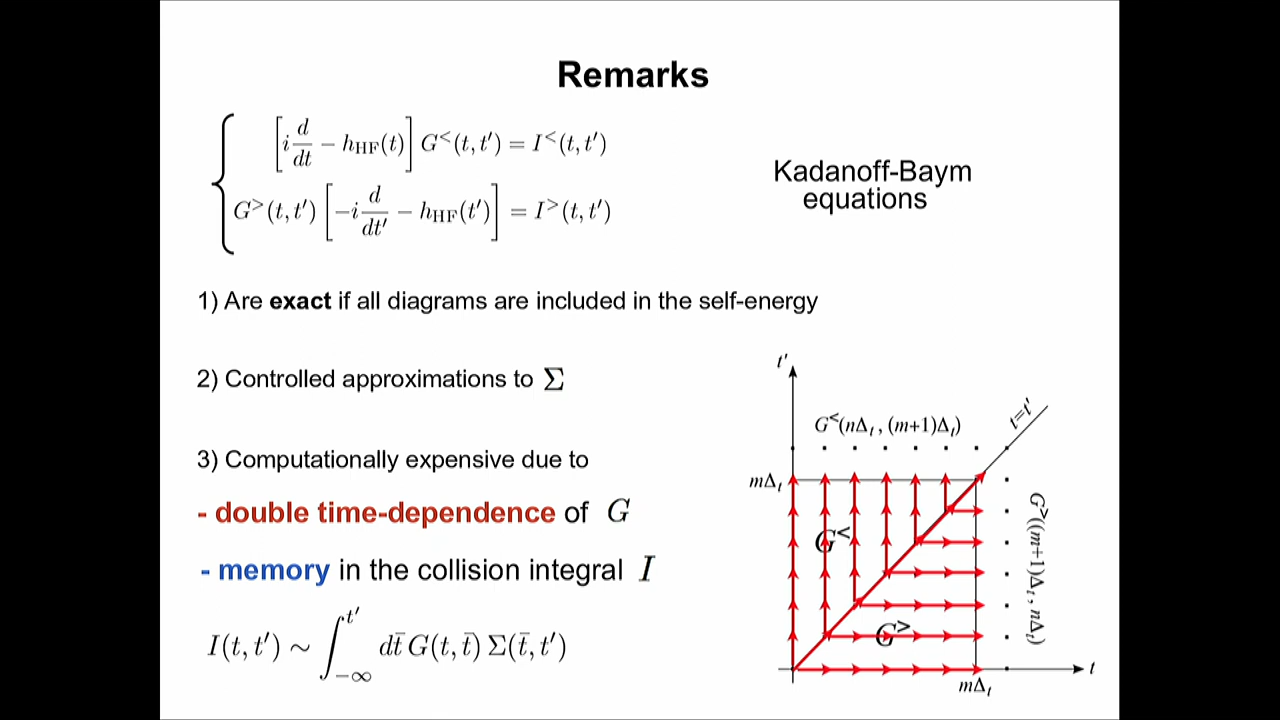 Remarks
[i d/dt − h_HF(t)] G^<(t, t′) = I^<(t, t′)
G^>(t, t′) [−i d/dt′ − h_HF(t′)] = I^>(t, t′)
Kadanoff-Baym
equations
1) Are exact if all diagrams are included in the self-energy
2) Controlled approximations to Σ
3) Computationally expensive due to
- double time-dependence of G
- memory in the collision integral I
I(t, t′) ∼ ∫_{−∞}^{t′} dt̄ G(t, t̄) Σ(t̄, t′)
t'
t=t'
G^<(nΔ_t, (m+1)Δ_t)
mΔ_t
G^<
G^>((m+1)Δ_t, nΔ_t)
G^>
t
mΔ_t